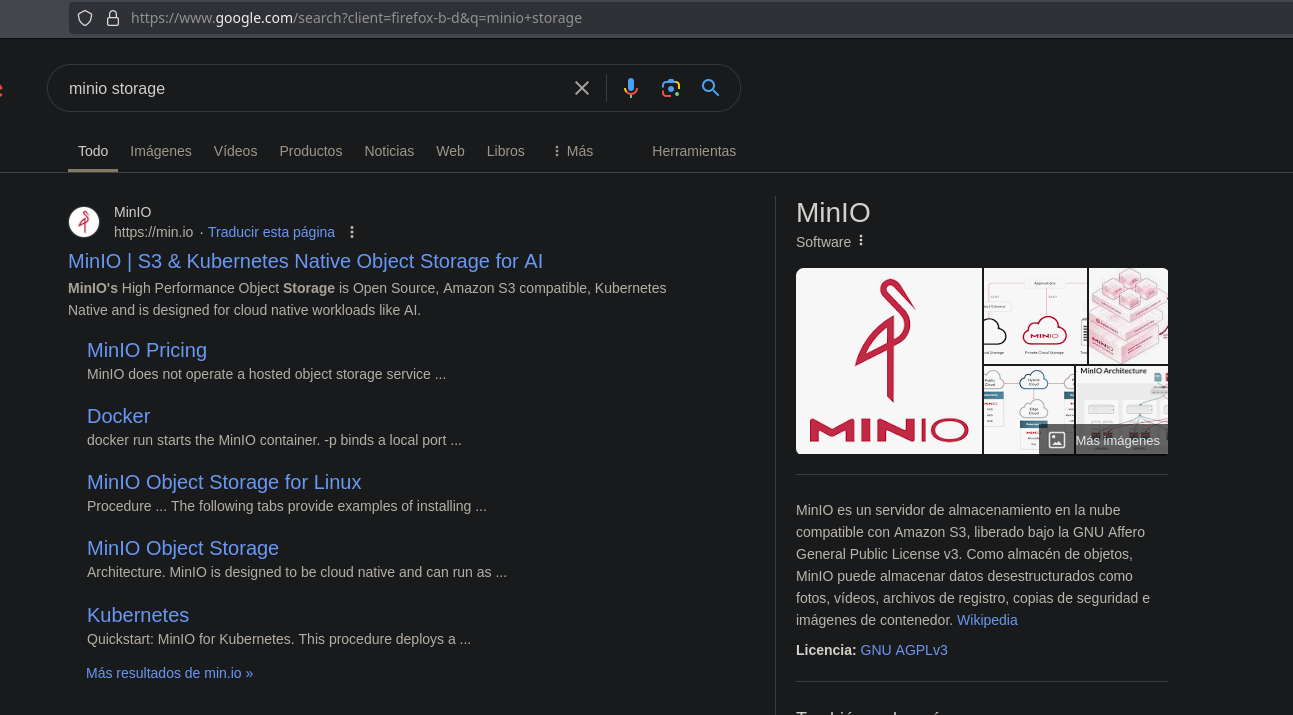 https://www.google.com/search?client=firefox-b-d&q=minio+storage
minio storage
Todo Imágenes Vídeos Productos Noticias Web Libros Más Herramientas
MinIO
https://min.io · Traducir esta página
MinIO | S3 & Kubernetes Native Object Storage for AI
MinIO's High Performance Object Storage is Open Source, Amazon S3 compatible, Kubernetes
Native and is designed for cloud native workloads like AI.
MinIO Pricing
MinIO does not operate a hosted object storage service ...
Docker
docker run starts the MinIO container. -p binds a local port ...
MinIO Object Storage for Linux
Procedure ... The following tabs provide examples of installing ...
MinIO Object Storage
Architecture. MinIO is designed to be cloud native and can run as ...
Kubernetes
Quickstart: MinIO for Kubernetes. This procedure deploys a ...
Más resultados de min.io »
MinIO
Software
MINIO
Applications
MINIO
Private Cloud Storage
Public Cloud
Hybrid Cloud
Edge Cloud
MinIO Architecture
Más imágenes
MinIO es un servidor de almacenamiento en la nube
compatible con Amazon S3, liberado bajo la GNU Affero
General Public License v3. Como almacén de objetos,
MinIO puede almacenar datos desestructurados como
fotos, vídeos, archivos de registro, copias de seguridad e
imágenes de contenedor. Wikipedia
Licencia: GNU AGPLv3